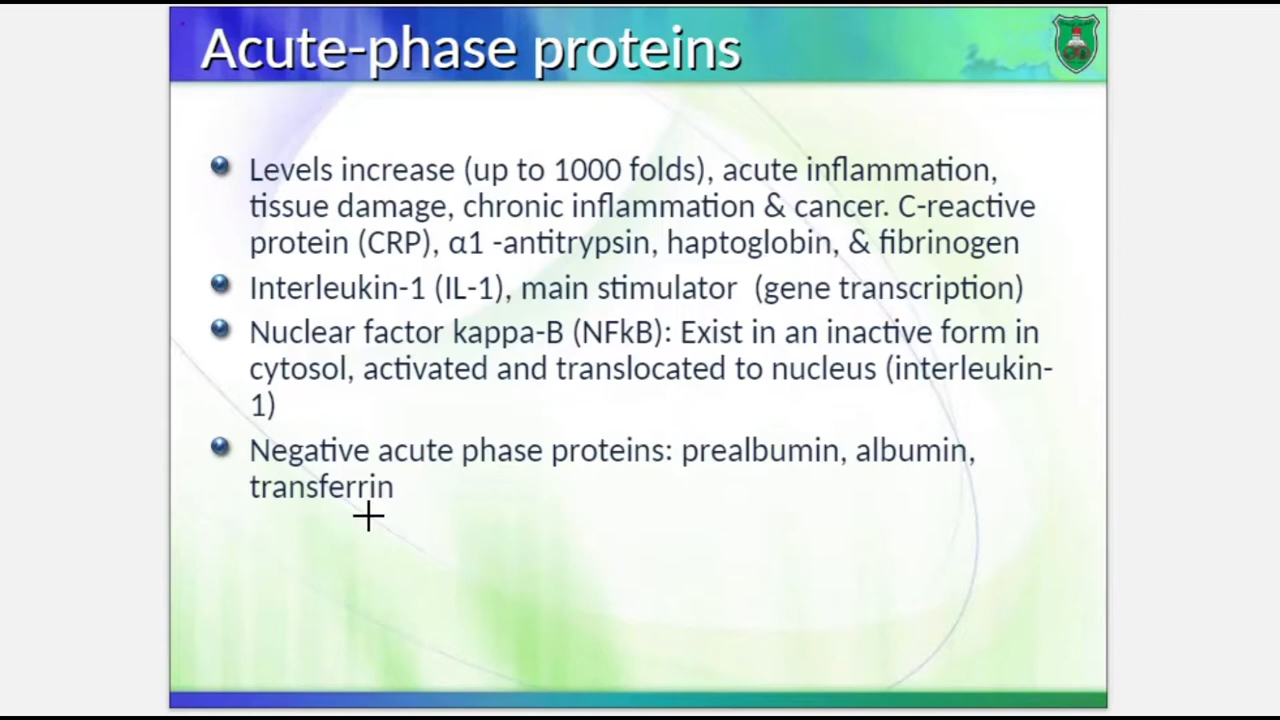 Acute-phase proteins
Levels increase (up to 1000 folds), acute inflammation,
tissue damage, chronic inflammation & cancer. C-reactive
protein (CRP), α1 -antitrypsin, haptoglobin, & fibrinogen
Interleukin-1 (IL-1), main stimulator (gene transcription)
Nuclear factor kappa-B (NFkB): Exist in an inactive form in
cytosol, activated and translocated to nucleus (interleukin-
1)
Negative acute phase proteins: prealbumin, albumin,
transferrin